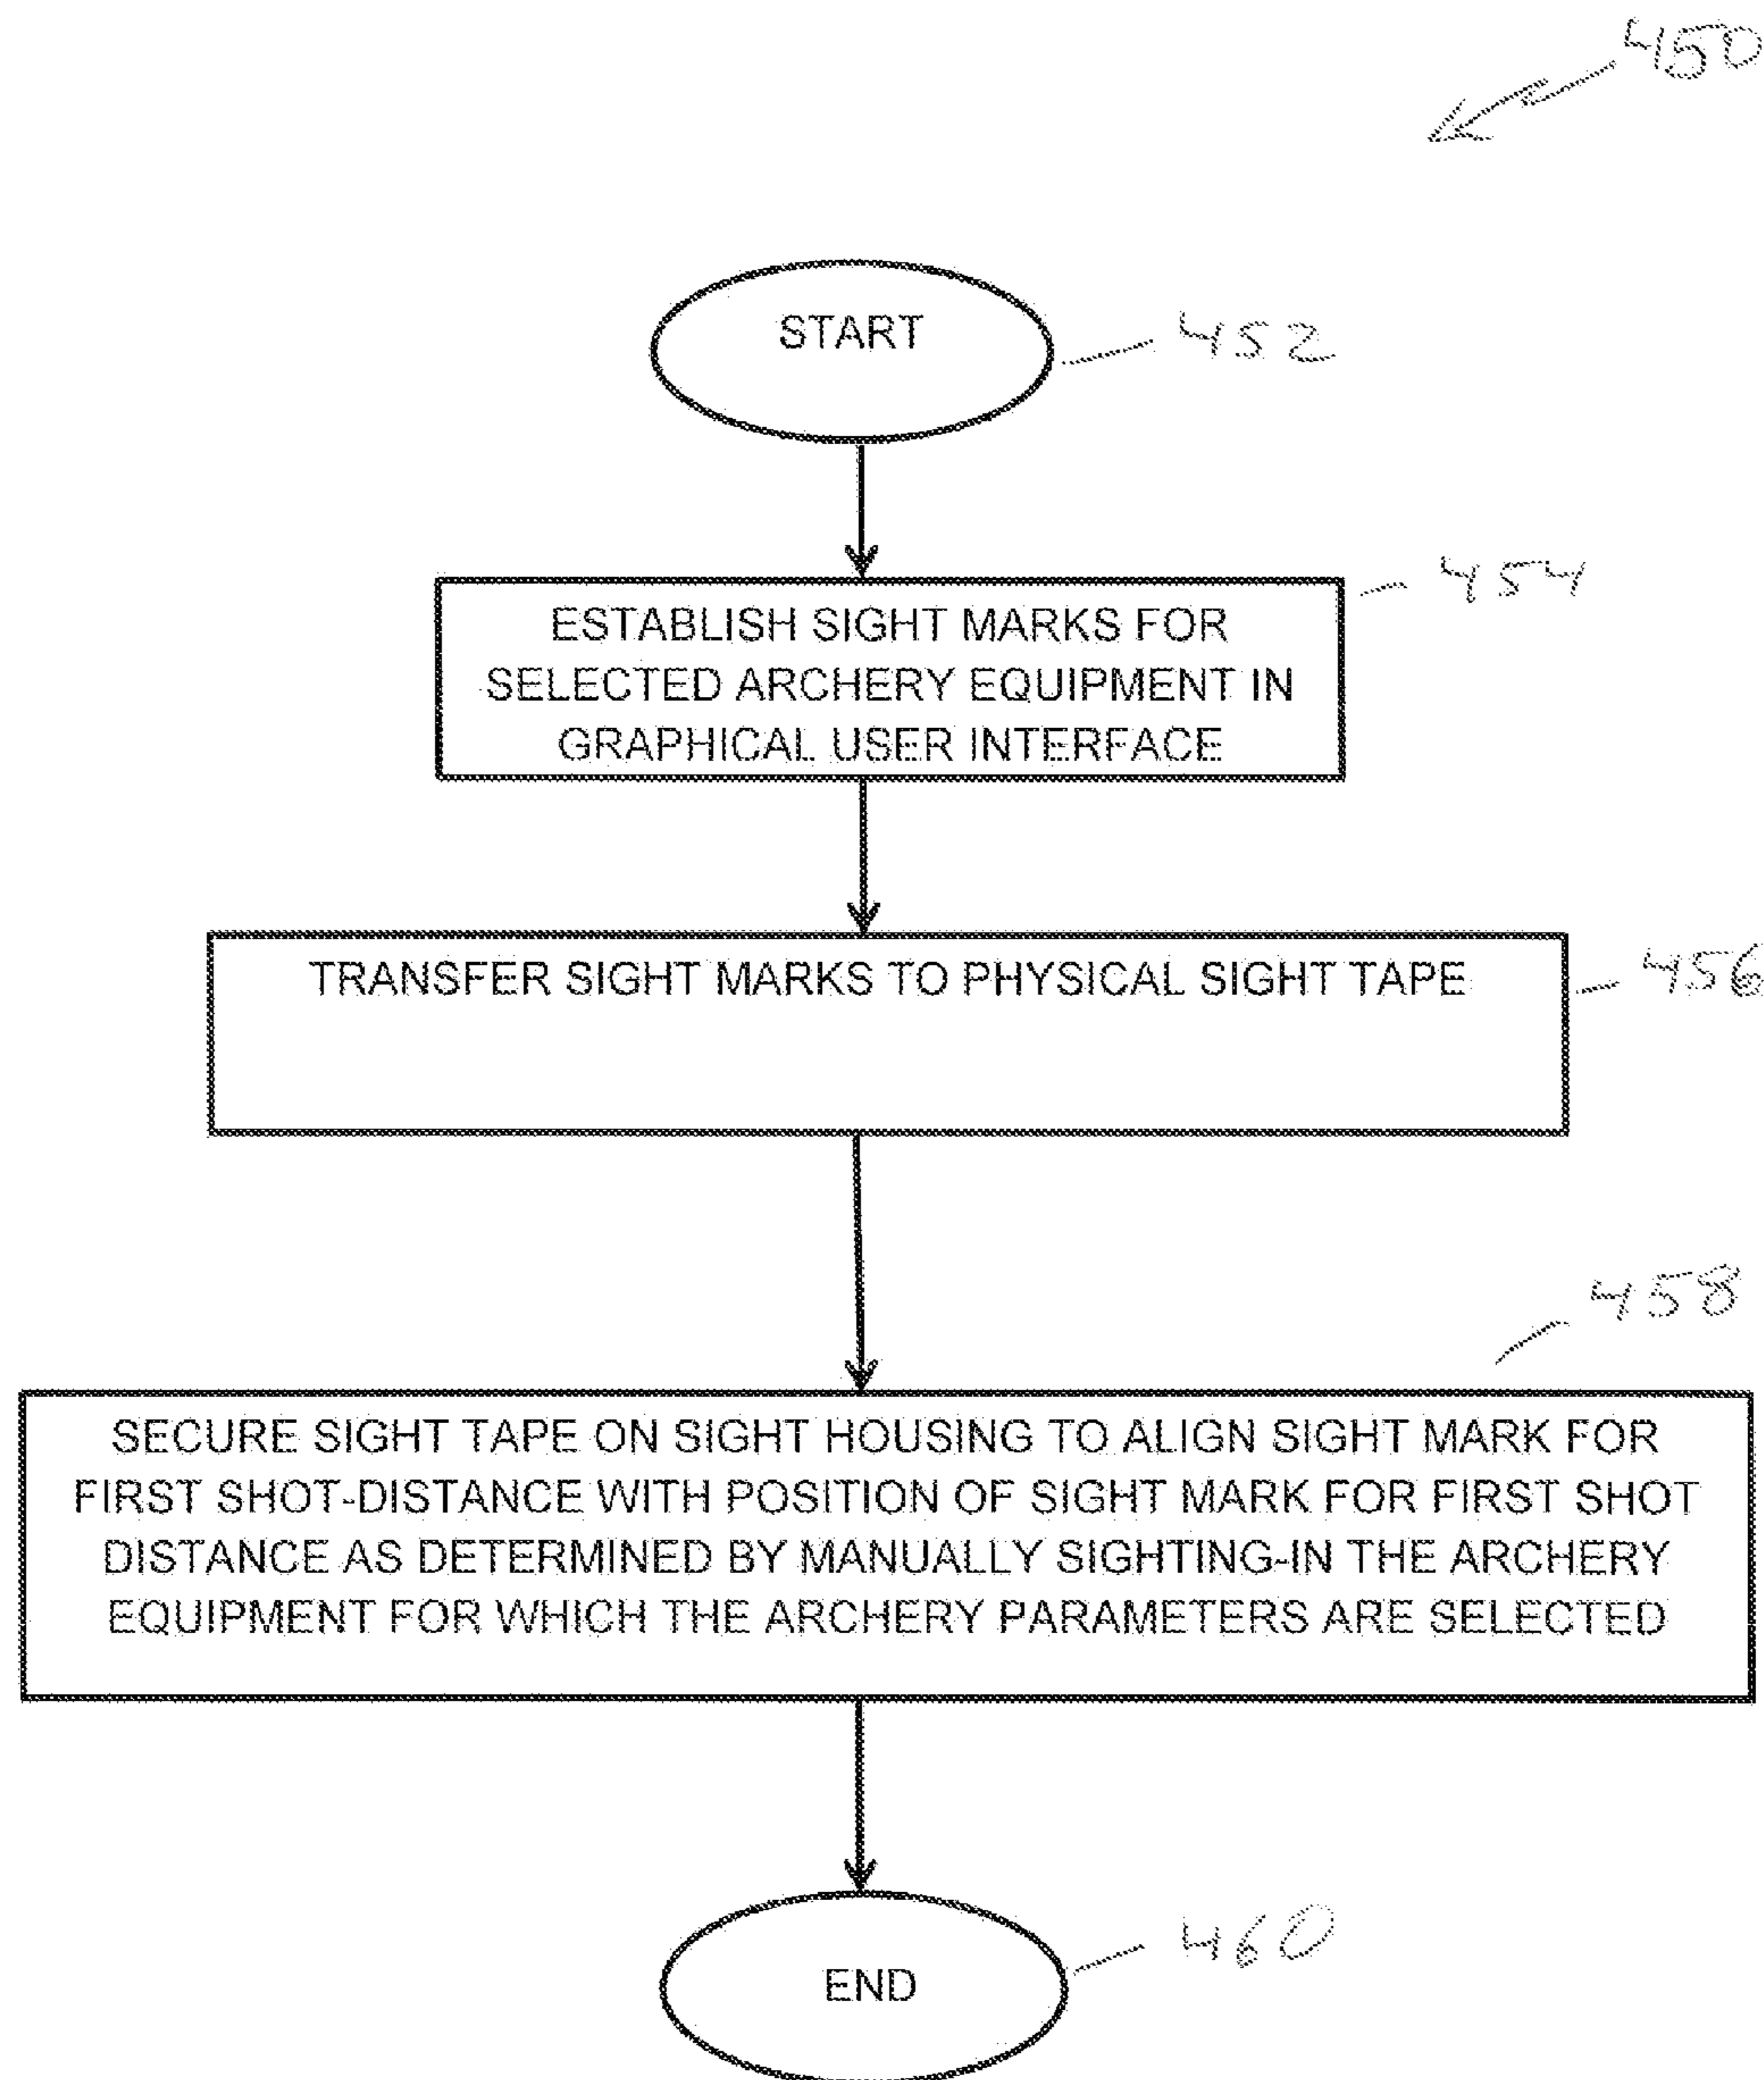 450
START
452
ESTABLISH SIGHT MARKS FOR
SELECTED ARCHERY EQUIPMENT IN
GRAPHICAL USER INTERFACE
454
TRANSFER SIGHT MARKS TO PHYSICAL SIGHT TAPE
456
458
SECURE SIGHT TAPE ON SIGHT HOUSING TO ALIGN SIGHT MARK FOR
FIRST SHOT-DISTANCE WITH POSITION OF SIGHT MARK FOR FIRST SHOT
DISTANCE AS DETERMINED BY MANUALLY SIGHTING-IN THE ARCHERY
EQUIPMENT FOR WHICH THE ARCHERY PARAMETERS ARE SELECTED
END
460